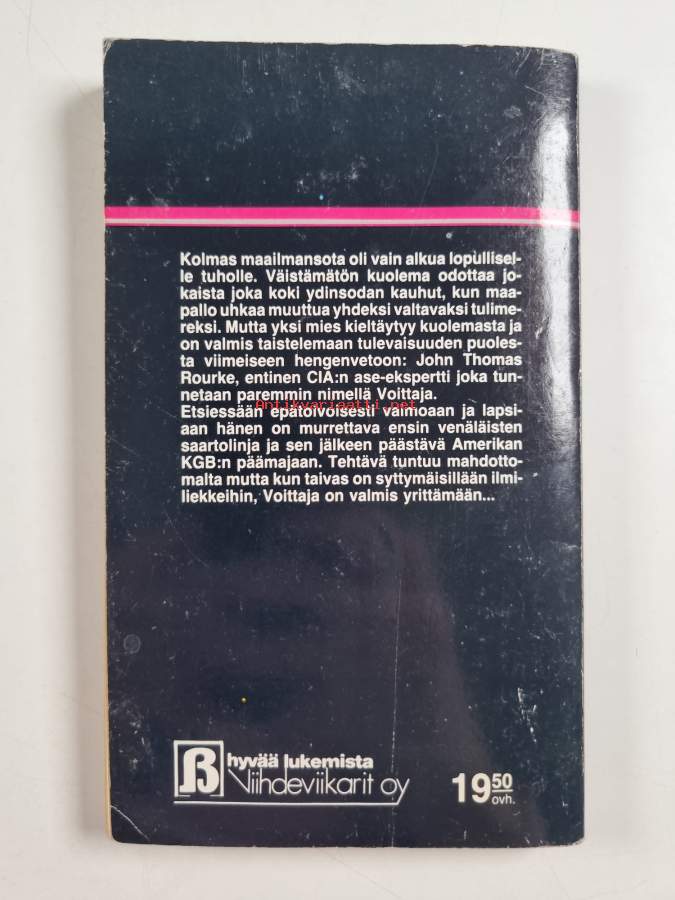 Kolmas maailmansota oli vain alkua lopullisel-
le tuholle. Väistämätön kuolema odottaa jo-
kaista joka koki ydinsodan kauhut, kun maa-
pallo uhkaa muuttua yhdeksi valtavaksi tulime-
reksi. Mutta yksi mies kieltäytyy kuolemasta ja
on valmis taistelemaan tulevaisuuden puoles-
ta viimeiseen hengenvetoon: John Thomas
Rourke, entinen CIA:n ase-ekspertti joka tun-
netaan paremmin nimellä Voittaja.
Antikvariaatti.net
Etsiessään epätoivoisesti vaimoaan ja lapsi-
aan hänen on murrettava ensin venäläisten
saartolinja ja sen jälkeen päästävä Amerikan
KGB:n päämajaan. Tehtävä tuntuu mahdotto-
malta mutta kun taivas on syttymäisillään ilmi-
liekkeihin, Voittaja on valmis yrittämään...
hyvää lukemista
Viihdeviikarit oy
19 50
ovh.